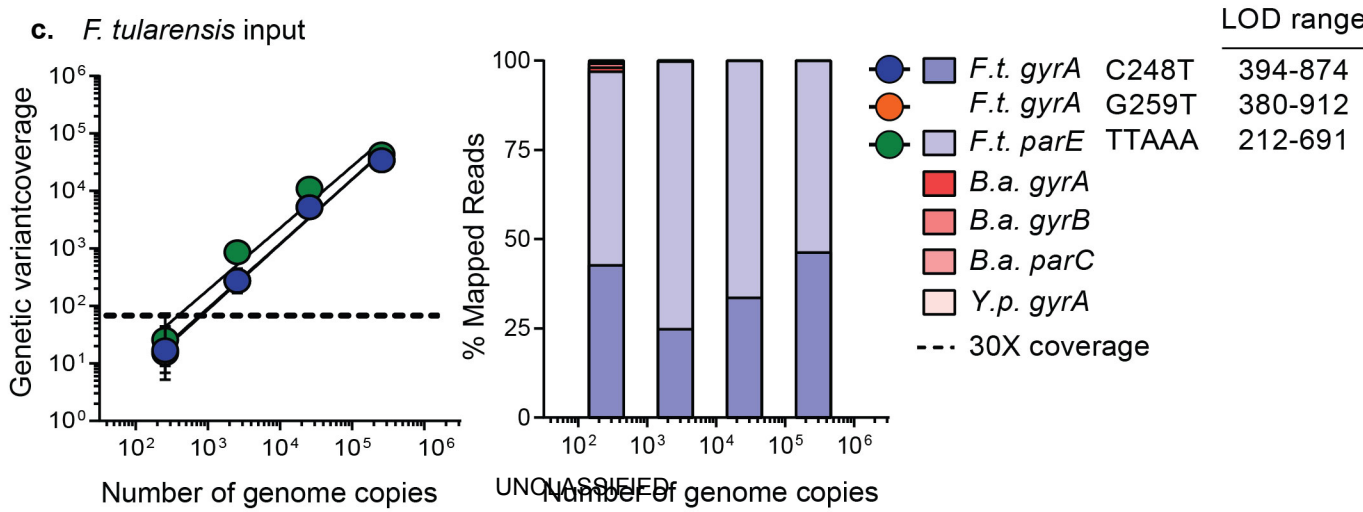 c. F. tularensis input
LOD range
Genetic variantcoverage
10⁶
10⁵
10⁴
10³
10²
10¹
10⁰
10² 10³ 10⁴ 10⁵ 10⁶
Number of genome copies
% Mapped Reads
100
75
50
25
0
10² 10³ 10⁴ 10⁵ 10⁶
Number of genome copies
UNCLASSIFIED
F.t. gyrA C248T 394-874
F.t. gyrA G259T 380-912
F.t. parE TTAAA 212-691
B.a. gyrA
B.a. gyrB
B.a. parC
Y.p. gyrA
30X coverage